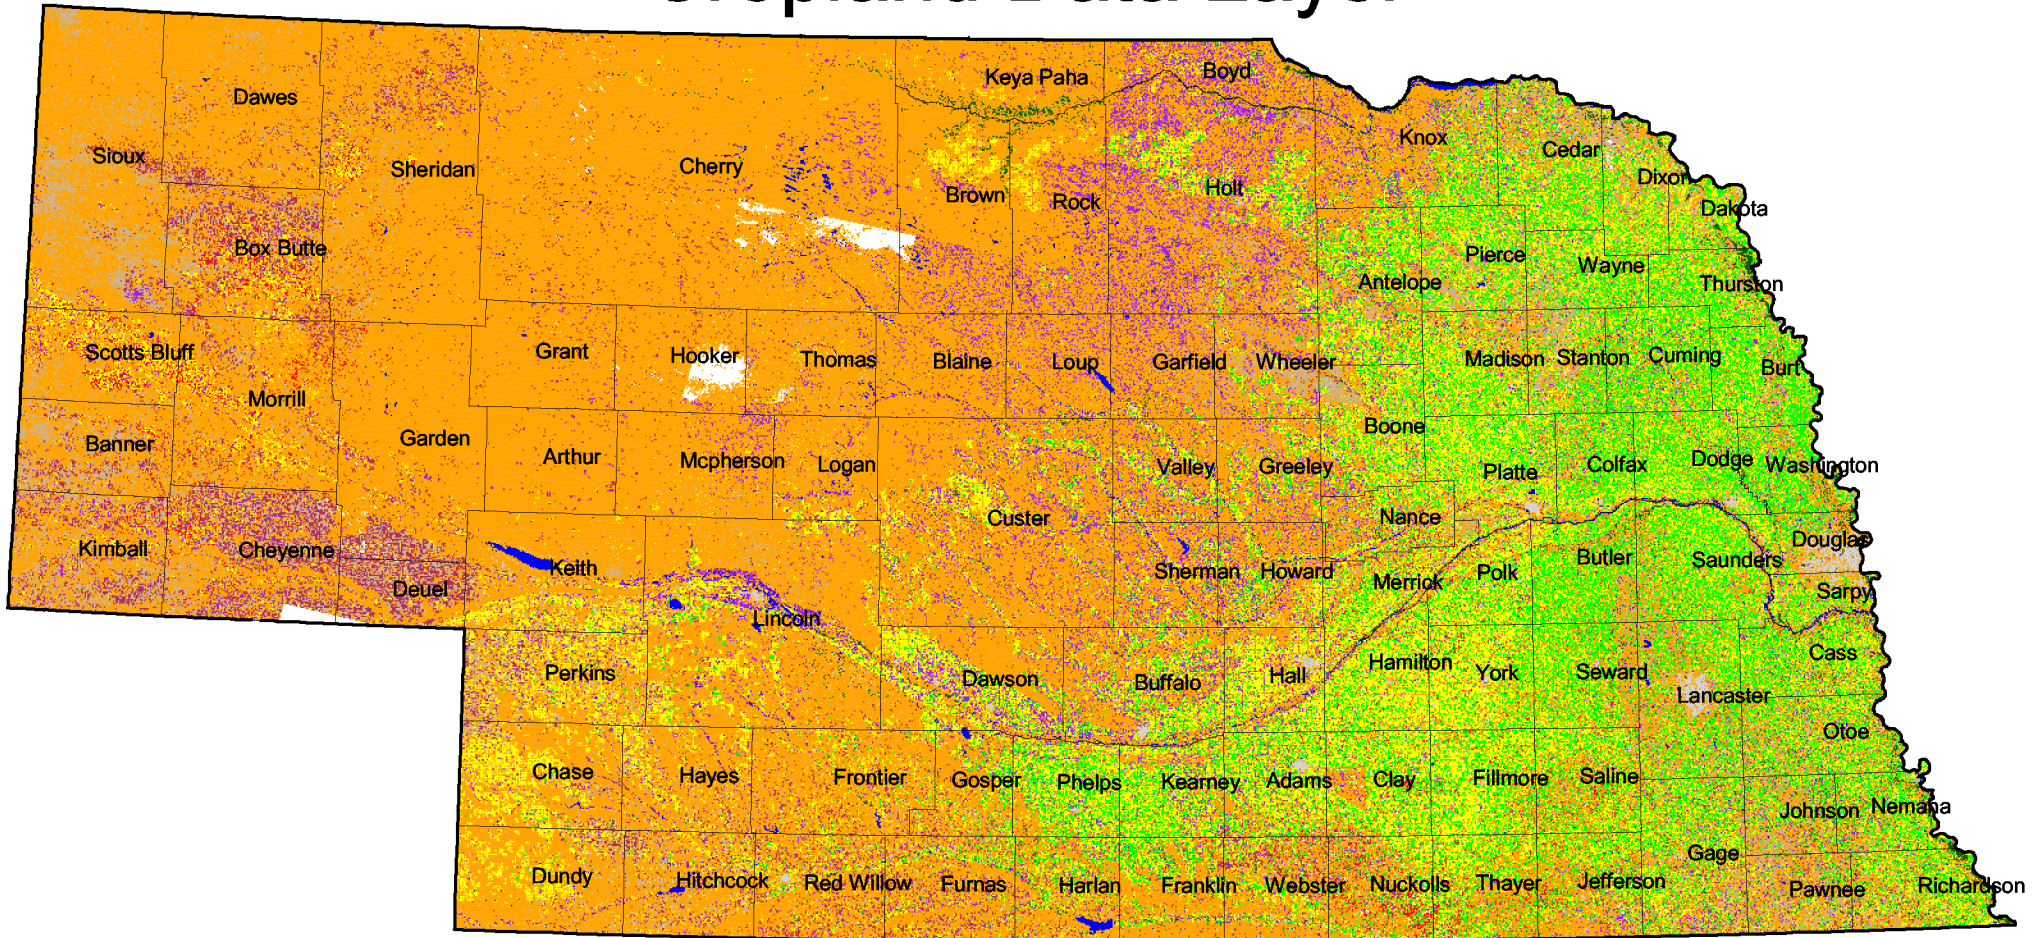 Cropland Data Layer
Keya Paha
Boyd
Dawes
Knox
Cedar
Sioux
Sheridan
Cherry
Dixon
Brown
Rock
Holt
Dakota
Box Butte
Pierce
Wayne
Antelope
Thurston
Scotts Bluff
Grant
Hooker
Thomas
Blaine
Loup
Garfield
Wheeler
Madison
Stanton
Cuming
Burt
Morrill
Banner
Garden
Arthur
Mcpherson
Logan
Valley
Greeley
Boone
Platte
Colfax
Dodge
Washington
Custer
Nance
Kimball
Cheyenne
Keith
Deuel
Sherman
Howard
Merrick
Polk
Butler
Saunders
Douglas
Sarpy
Lincoln
Perkins
Dawson
Buffalo
Hall
Hamilton
York
Seward
Lancaster
Cass
Otoe
Chase
Hayes
Frontier
Gosper
Phelps
Kearney
Adams
Clay
Fillmore
Saline
Johnson
Nemaha
Gage
Dundy
Hitchcock
Red Willow
Furnas
Harlan
Franklin
Webster
Nuckolls
Thayer
Jefferson
Pawnee
Richardson